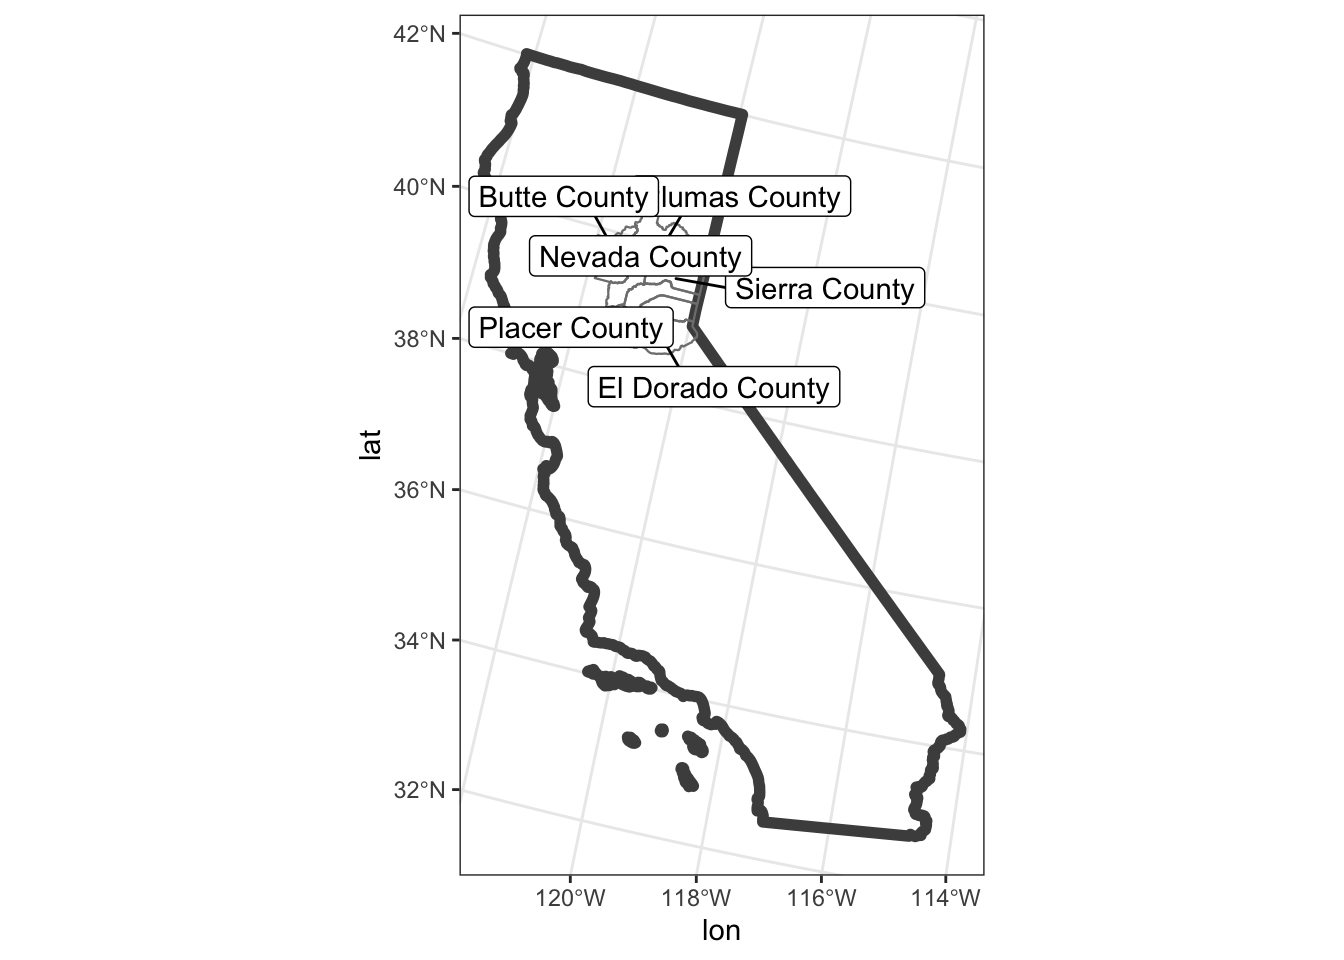 42°N
40°N
38°N
36°N
34°N
32°N
lat
Butte County
lumas County
Nevada County
Sierra County
Placer County
El Dorado County
120°W 118°W 116°W 114°W
lon